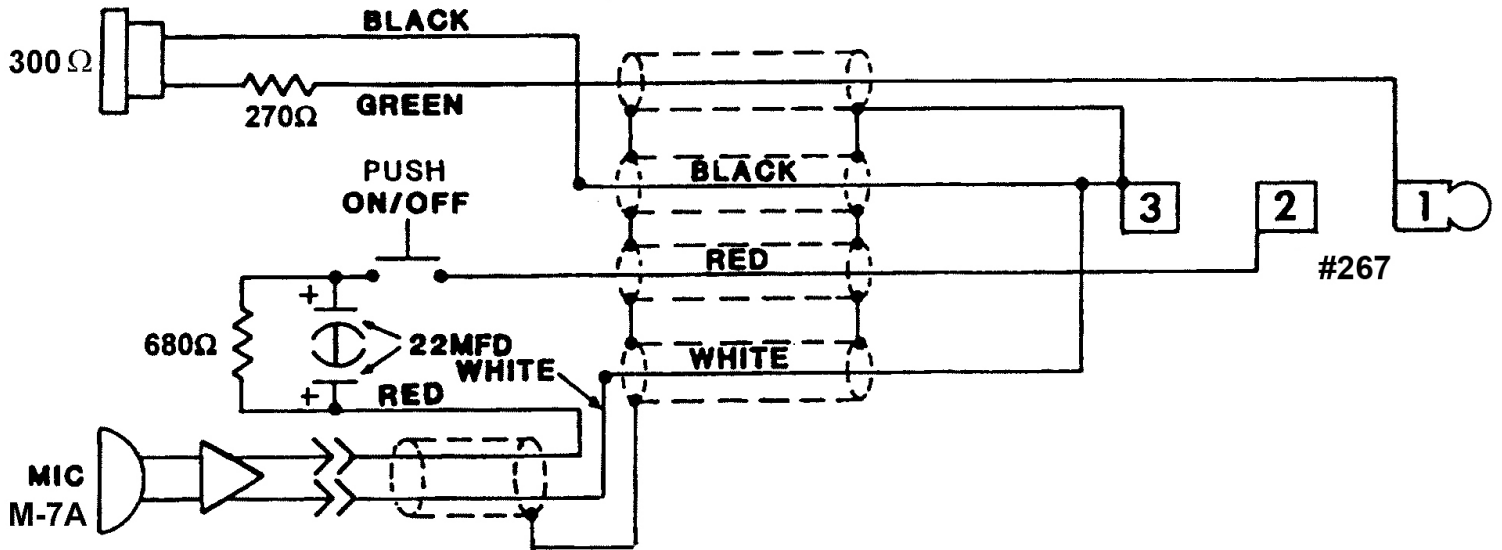 BLACK
300 Ω
270Ω
GREEN
PUSH
ON/OFF
BLACK
3
2
1
RED
#267
+
680Ω
22MFD
WHITE
WHITE
+
RED
MIC
M-7A